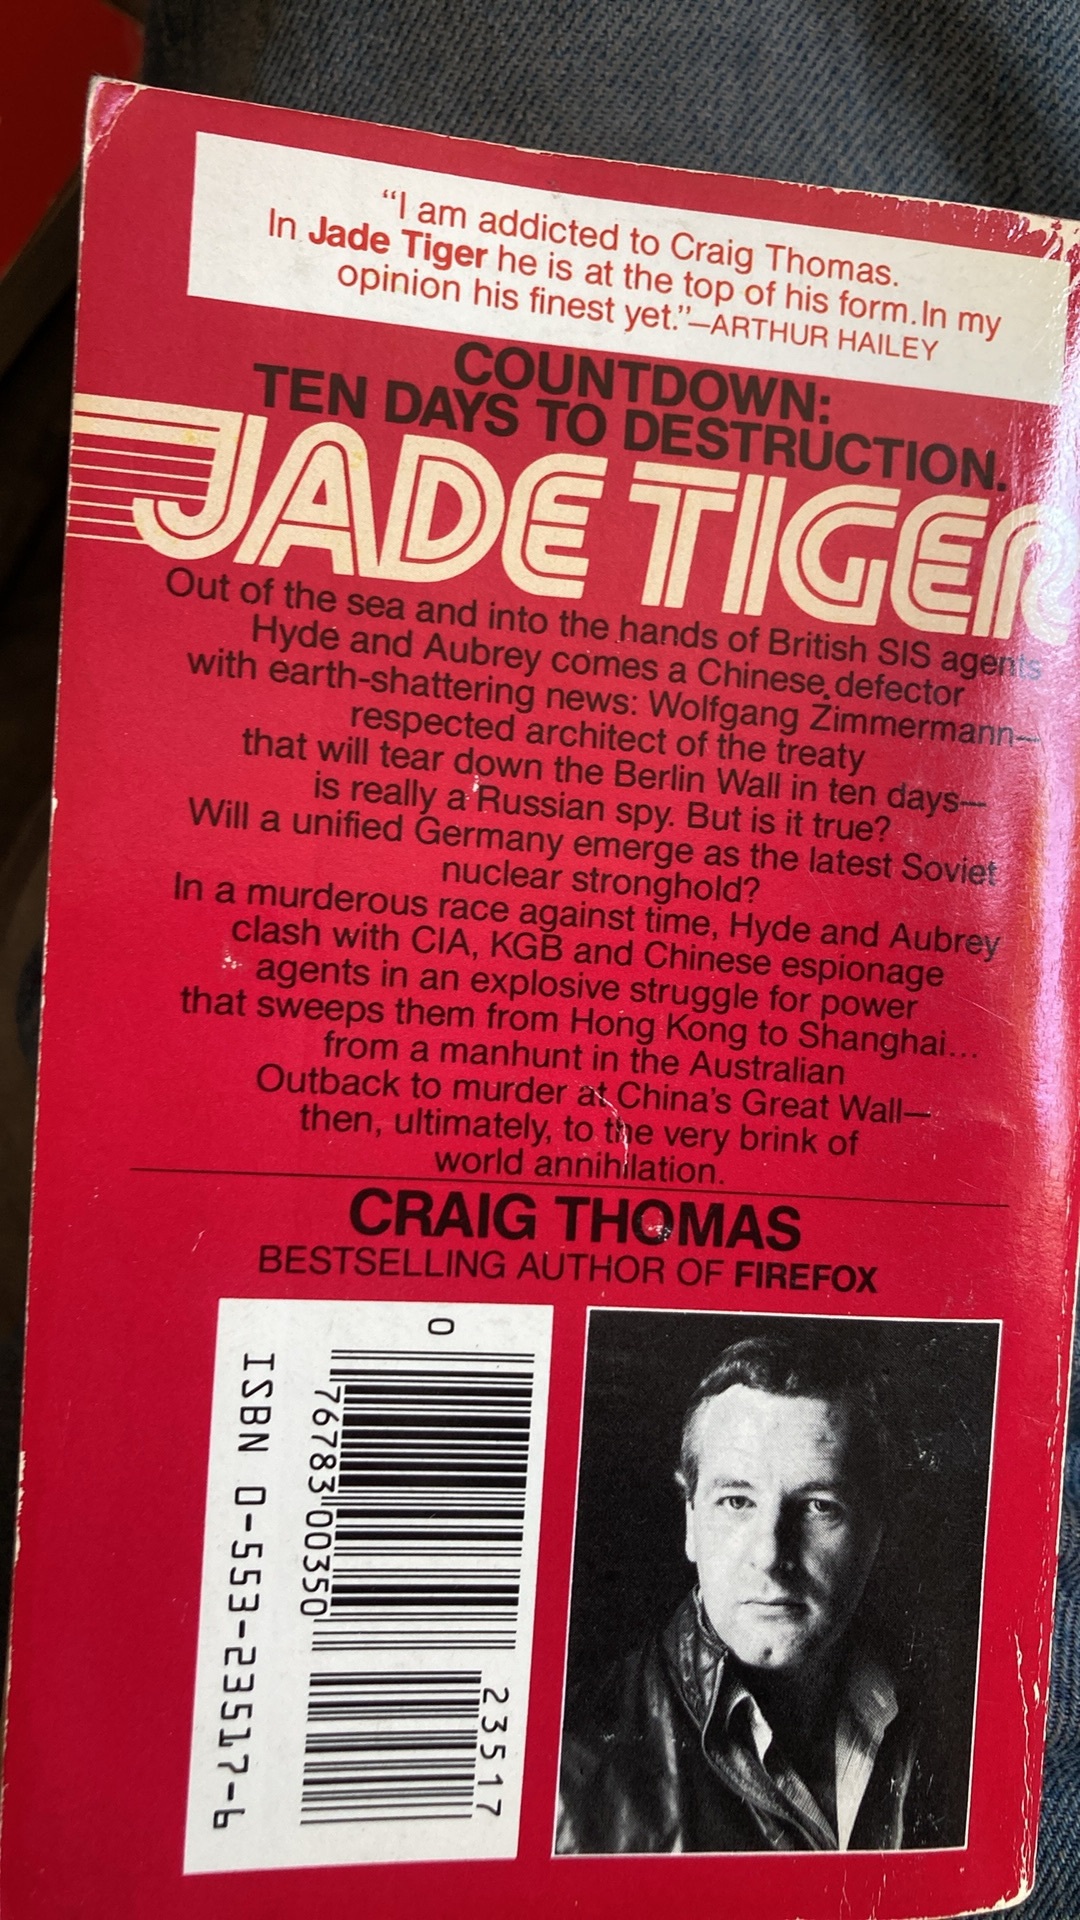 “I am addicted to Craig Thomas.
In Jade Tiger he is at the top of his form. In my
opinion his finest yet.”—ARTHUR HAILEY
COUNTDOWN:
TEN DAYS TO DESTRUCTION.
JADE TIGER
Out of the sea and into the hands of British SIS agents
Hyde and Aubrey comes a Chinese defector
with earth-shattering news: Wolfgang Zimmermann—
respected architect of the treaty
that will tear down the Berlin Wall in ten days—
is really a Russian spy. But is it true?
Will a unified Germany emerge as the latest Soviet
nuclear stronghold?
In a murderous race against time, Hyde and Aubrey
clash with CIA, KGB and Chinese espionage
agents in an explosive struggle for power
that sweeps them from Hong Kong to Shanghai...
from a manhunt in the Australian
Outback to murder at China's Great Wall—
then, ultimately, to the very brink of
world annihilation.
CRAIG THOMAS
BESTSELLING AUTHOR OF FIREFOX
0
76783 00350
23517
ISBN 0-553-23517-6